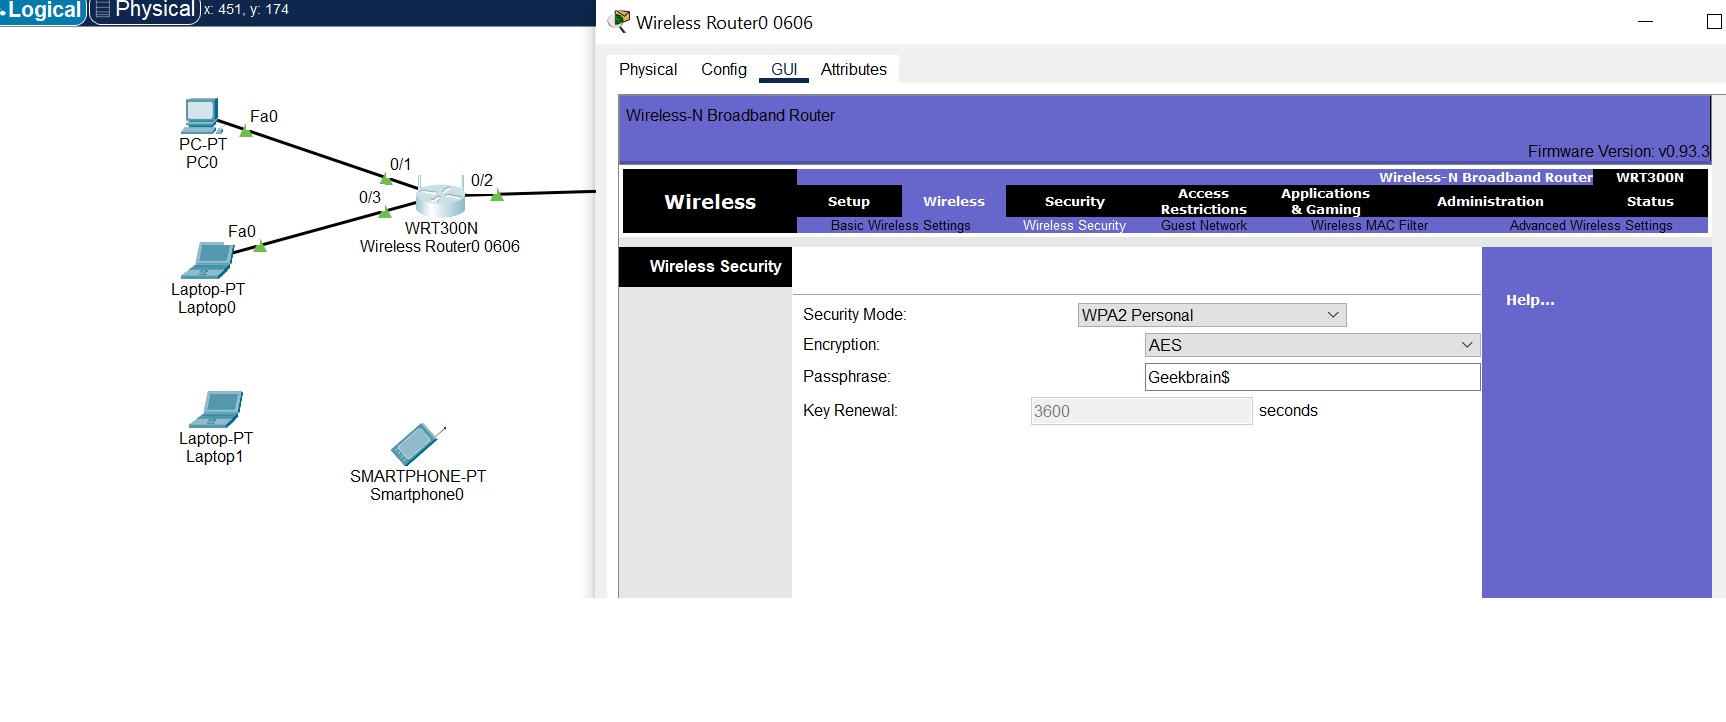 Logical Physical x: 451, y: 174
Fa0
PC-PT
PC0
0/1
0/2
0/3
WRT300N
Wireless Router0 0606
Fa0
Laptop-PT
Laptop0
Laptop-PT
Laptop1
SMARTPHONE-PT
Smartphone0
Wireless Router0 0606
Physical Config GUI Attributes
Wireless-N Broadband Router
Firmware Version: v0.93.3
Wireless-N Broadband Router WRT300N
Wireless
Setup Wireless Security Access Restrictions Applications & Gaming Administration Status
Basic Wireless Settings Wireless Security Guest Network Wireless MAC Filter Advanced Wireless Settings
Wireless Security
Help...
Security Mode: WPA2 Personal
Encryption: AES
Passphrase: Geekbrain$
Key Renewal: 3600 seconds